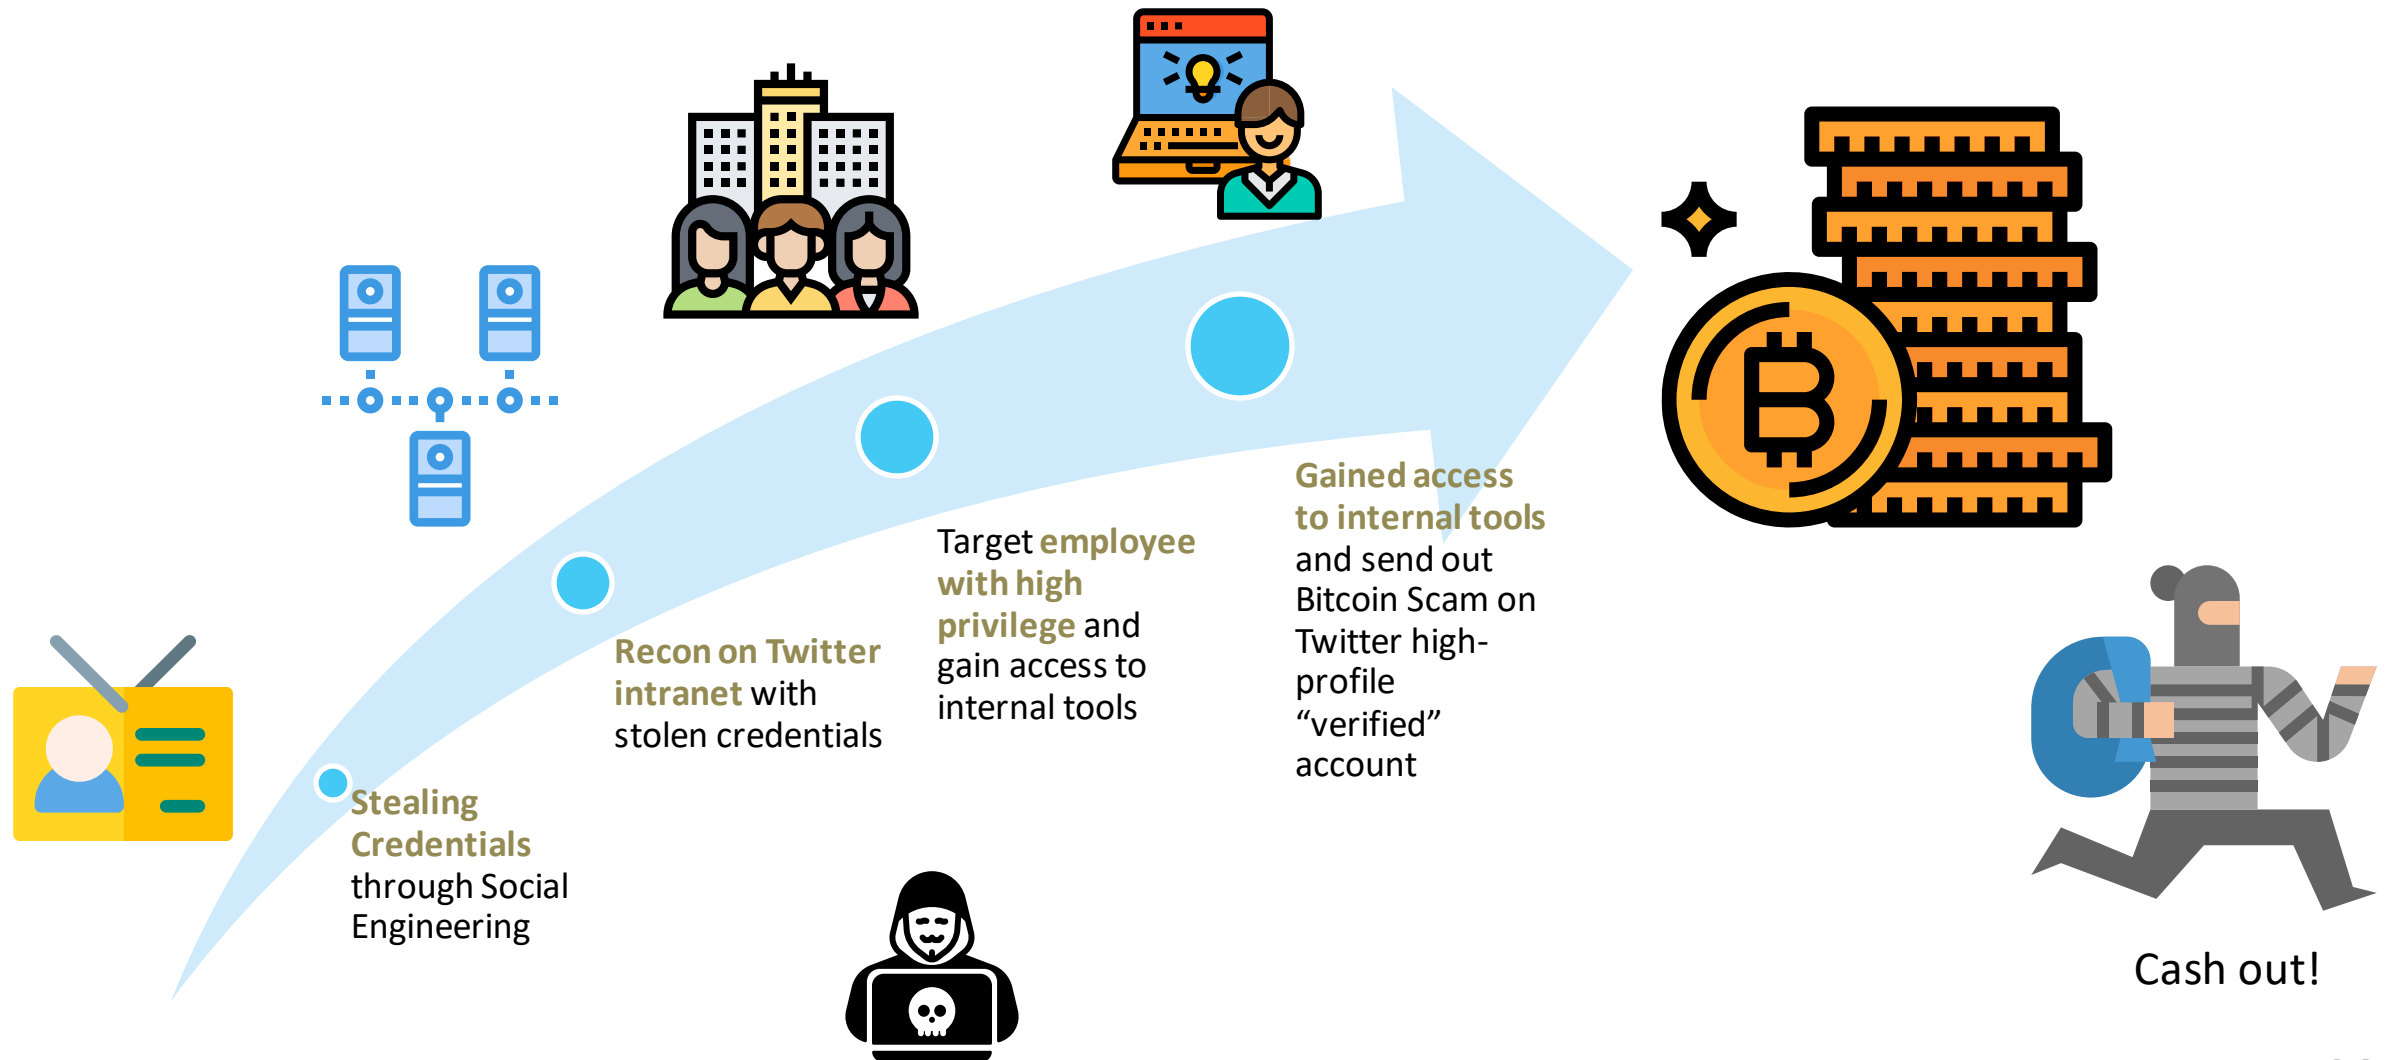 Stealing
Credentials
through Social
Engineering
Recon on Twitter
intranet with
stolen credentials
Target employee
with high
privilege and
gain access to
internal tools
Gained access
to internal tools
and send out
Bitcoin Scam on
Twitter high-
profile
“verified”
account
Cash out!